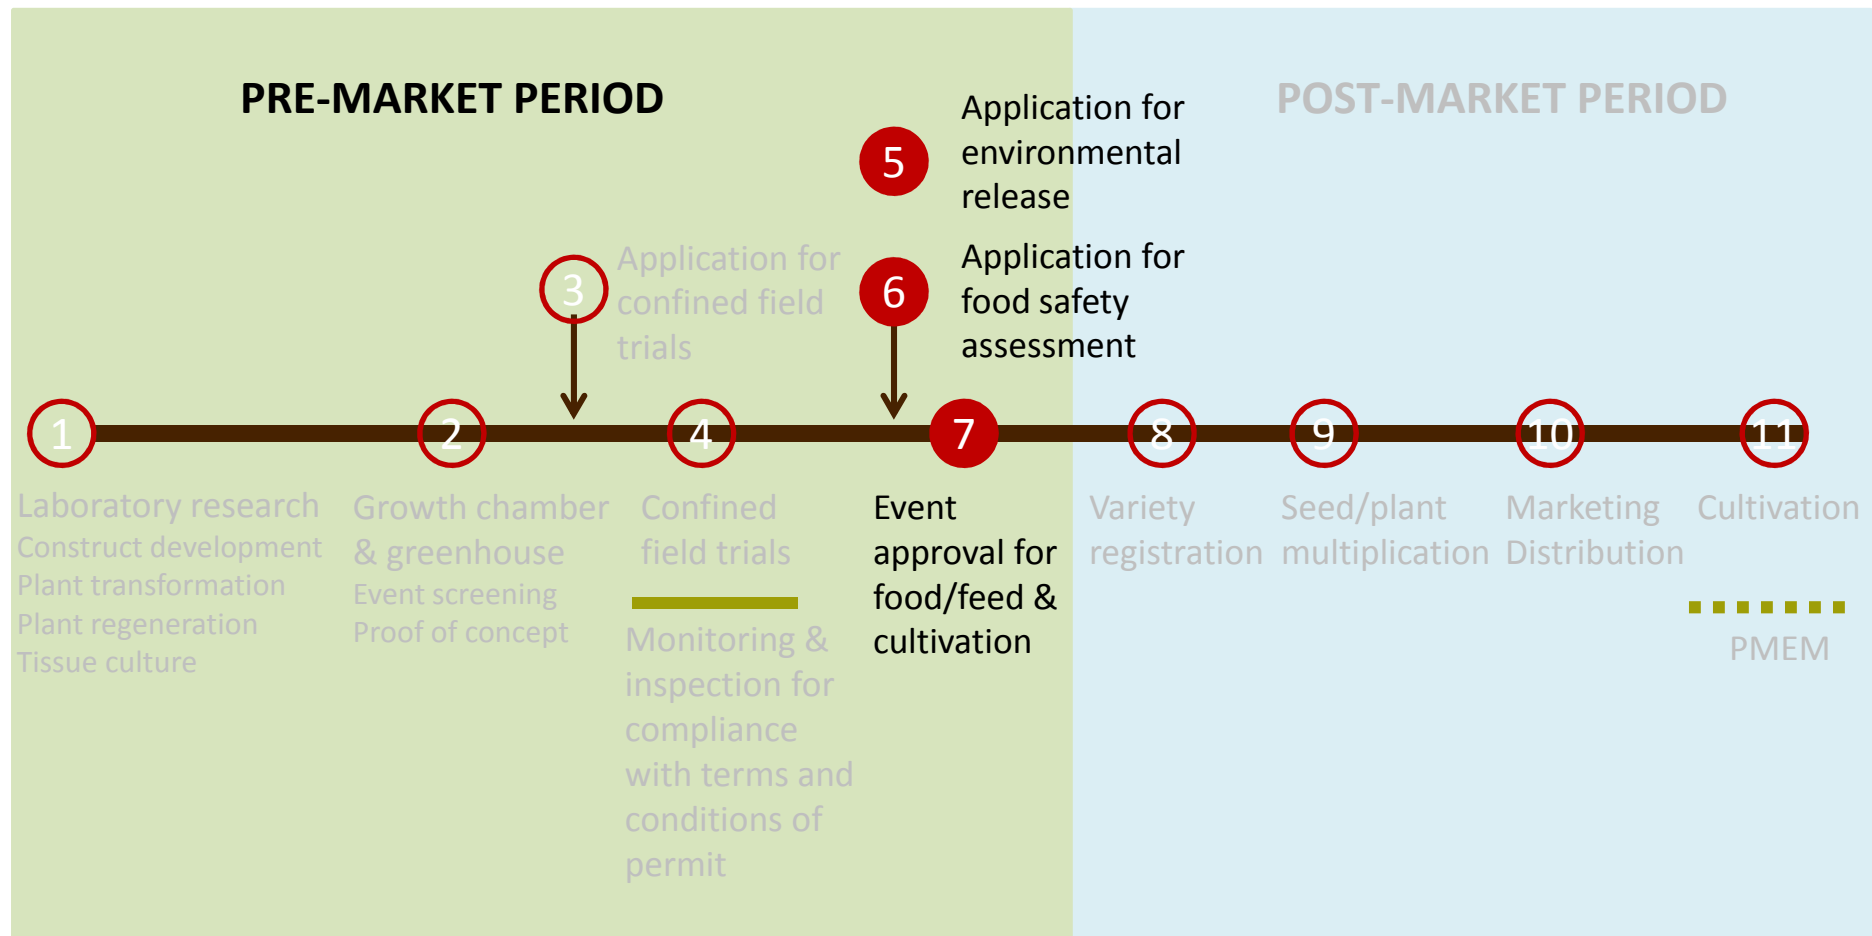 PRE-MARKET PERIOD
POST-MARKET PERIOD
5
Application for
environmental
release
3
Application for
confined field
trials
6
Application for
food safety
assessment
1
2
4
7
8
9
10
11
Laboratory research
Construct development
Plant transformation
Plant regeneration
Tissue culture
Growth chamber
& greenhouse
Event screening
Proof of concept
Confined
field trials
Monitoring &
inspection for
compliance
with terms and
conditions of
permit
Event
approval for
food/feed &
cultivation
Variety
registration
Seed/plant
multiplication
Marketing
Distribution
Cultivation
PMEM